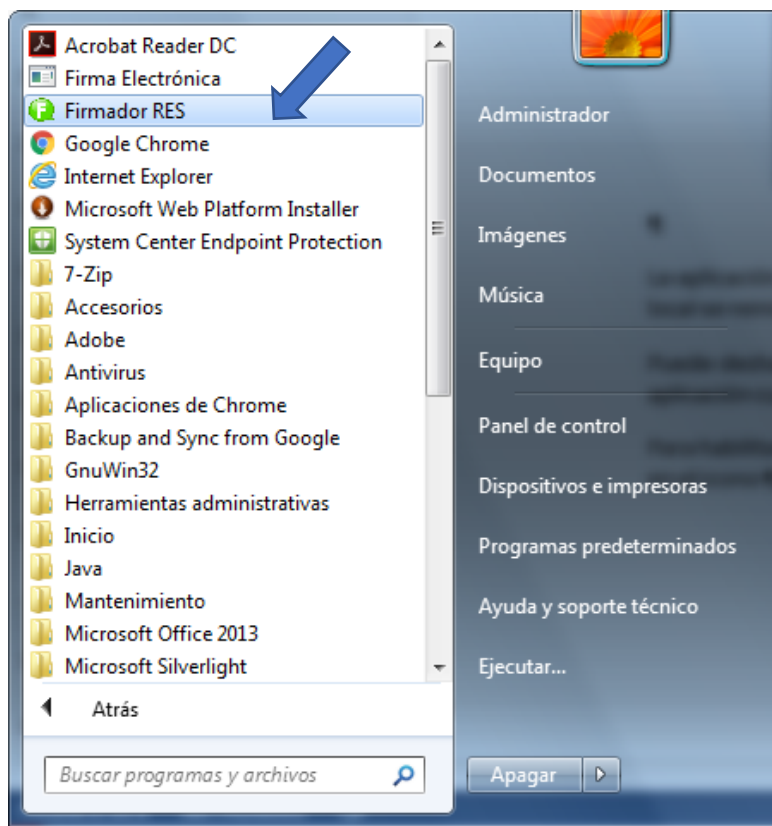 Acrobat Reader DC
Firma Electrónica
Firmador RES
Google Chrome
Internet Explorer
Microsoft Web Platform Installer
System Center Endpoint Protection
7-Zip
Accesorios
Adobe
Antivirus
Aplicaciones de Chrome
Backup and Sync from Google
GnuWin32
Herramientas administrativas
Inicio
Java
Mantenimiento
Microsoft Office 2013
Microsoft Silverlight
Atrás
Buscar programas y archivos
Administrador
Documentos
Imágenes
Música
Equipo
Panel de control
Dispositivos e impresoras
Programas predeterminados
Ayuda y soporte técnico
Ejecutar...
Apagar